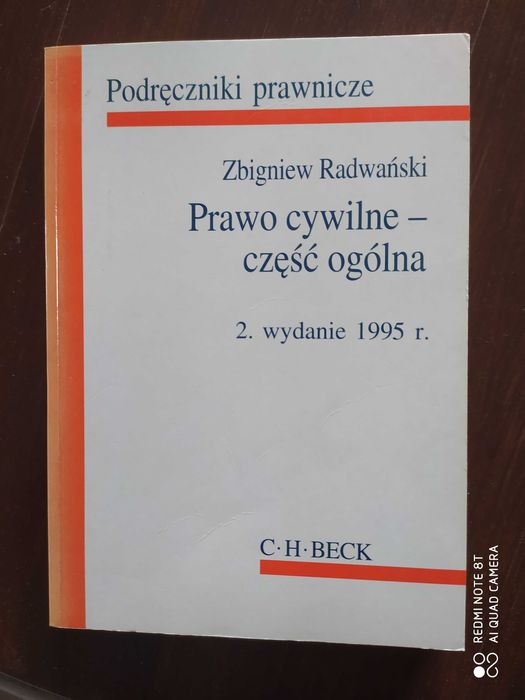 Podręczniki prawnicze
Zbigniew Radwański
Prawo cywilne –
część ogólna
2. wydanie 1995 r.
C·H·BECK
REDMI NOTE 8T
AI QUAD CAMERA